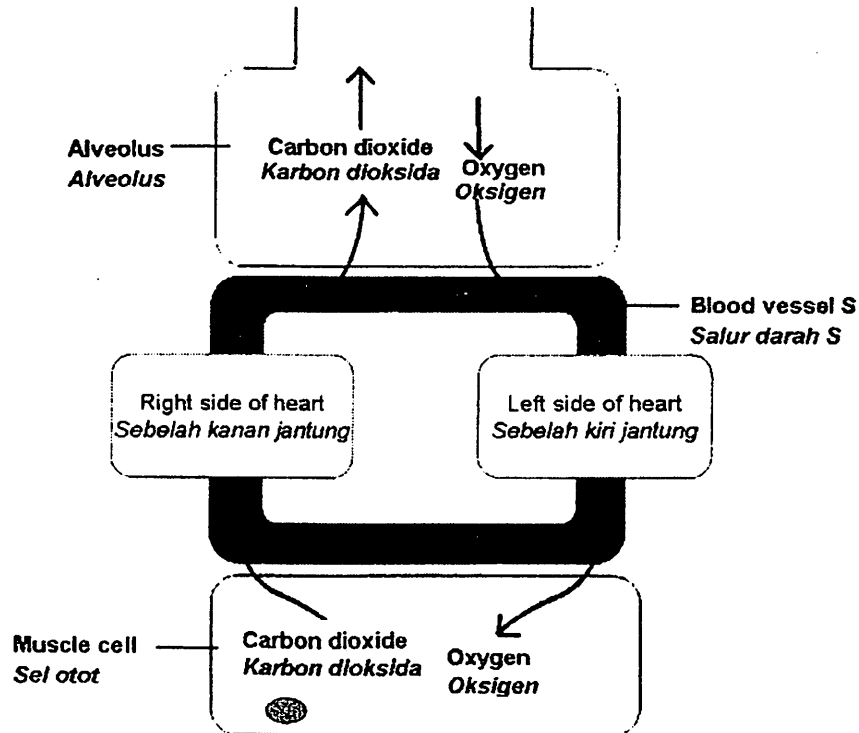 Alveolus
Alveolus
Carbon dioxide
Karbon dioksida
Oxygen
Oksigen
Blood vessel S
Salur darah S
Right side of heart
Sebelah kanan jantung
Left side of heart
Sebelah kiri jantung
Muscle cell
Sel otot
Carbon dioxide
Karbon dioksida
Oxygen
Oksigen